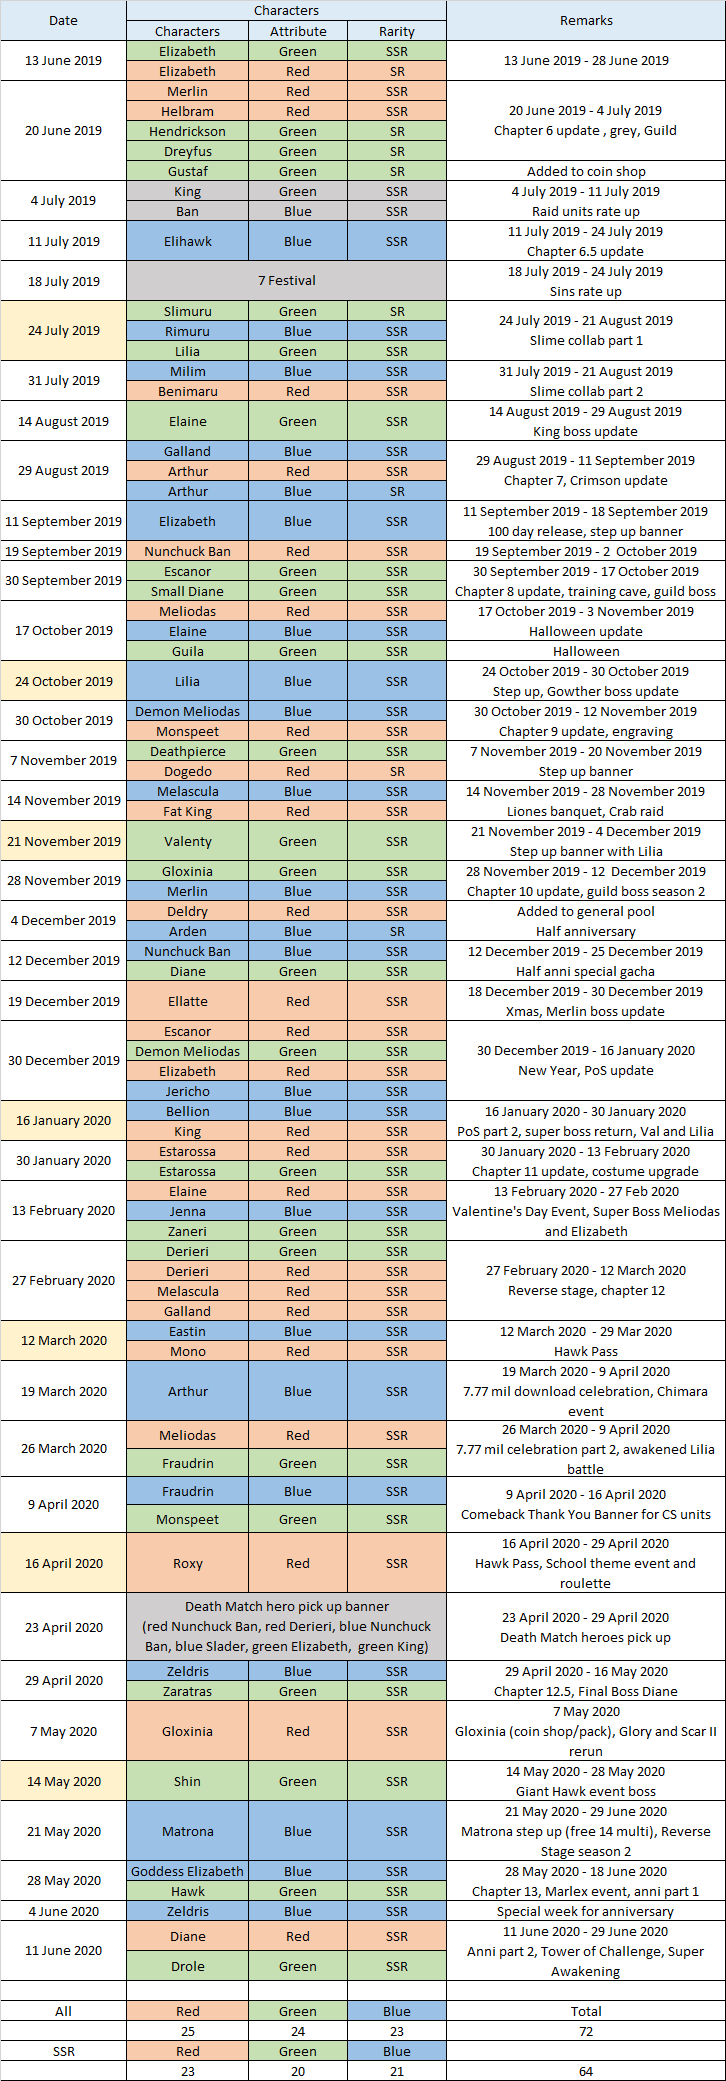 Date Characters Remarks
Characters Attribute Rarity
13 June 2019 Elizabeth Green SSR 13 June 2019 - 28 June 2019
Elizabeth Red SR
20 June 2019 Merlin Red SSR 20 June 2019 - 4 July 2019
Helbram Red SSR Chapter 6 update , grey, Guild
Hendrickson Green SR
Dreyfus Green SR
Gustaf Green SR Added to coin shop
4 July 2019 King Green SSR 4 July 2019 - 11 July 2019
Ban Blue SSR Raid units rate up
11 July 2019 Elihawk Blue SSR 11 July 2019 - 24 July 2019
Chapter 6.5 update
18 July 2019 7 Festival 18 July 2019 - 24 July 2019
Sins rate up
24 July 2019 Slimuru Green SR 24 July 2019 - 21 August 2019
Rimuru Blue SSR Slime collab part 1
Lilia Green SSR
31 July 2019 Milim Blue SSR 31 July 2019 - 21 August 2019
Benimaru Red SSR Slime collab part 2
14 August 2019 Elaine Green SSR 14 August 2019 - 29 August 2019
King boss update
29 August 2019 Galland Blue SSR 29 August 2019 - 11 September 2019
Arthur Red SSR Chapter 7, Crimson update
Arthur Blue SR
11 September 2019 Elizabeth Blue SSR 11 September 2019 - 18 September 2019
100 day release, step up banner
19 September 2019 Nunchuck Ban Red SSR 19 September 2019 - 2 October 2019
30 September 2019 Escanor Green SSR 30 September 2019 - 17 October 2019
Small Diane Green SSR Chapter 8 update, training cave, guild boss
17 October 2019 Meliodas Red SSR 17 October 2019 - 3 November 2019
Elaine Blue SSR Halloween update
Guila Green SSR Halloween
24 October 2019 Lilia Blue SSR 24 October 2019 - 30 October 2019
Step up, Gowther boss update
30 October 2019 Demon Meliodas Blue SSR 30 October 2019 - 12 November 2019
Monspeet Red SSR Chapter 9 update, engraving
7 November 2019 Deathpierce Green SSR 7 November 2019 - 20 November 2019
Dogedo Red SR Step up banner
14 November 2019 Melascula Blue SSR 14 November 2019 - 28 November 2019
Fat King Red SSR Liones banquet, Crab raid
21 November 2019 Valenty Green SSR 21 November 2019 - 4 December 2019
Step up banner with Lilia
28 November 2019 Gloxinia Green SSR 28 November 2019 - 12 December 2019
Merlin Blue SSR Chapter 10 update, guild boss season 2
4 December 2019 Deldry Red SSR Added to general pool
Arden Blue SR Half anniversary
12 December 2019 Nunchuck Ban Blue SSR 12 December 2019 - 25 December 2019
Diane Green SSR Half anni special gacha
19 December 2019 Ellatte Red SSR 18 December 2019 - 30 December 2019
Xmas, Merlin boss update
30 December 2019 Escanor Red SSR 30 December 2019 - 16 January 2020
Demon Meliodas Green SSR New Year, PoS update
Elizabeth Red SSR
Jericho Blue SSR
16 January 2020 Bellion Blue SSR 16 January 2020 - 30 January 2020
King Red SSR PoS part 2, super boss return, Val and Lilia
30 January 2020 Estarossa Red SSR 30 January 2020 - 13 February 2020
Estarossa Green SSR Chapter 11 update, costume upgrade
13 February 2020 Elaine Red SSR 13 February 2020 - 27 Feb 2020
Jenna Blue SSR Valentine's Day Event, Super Boss Meliodas
Zaneri Green SSR and Elizabeth
27 February 2020 Derieri Green SSR 27 February 2020 - 12 March 2020
Derieri Red SSR Reverse stage, chapter 12
Melascula Red SSR
Galland Red SSR
12 March 2020 Eastin Blue SSR 12 March 2020 - 29 Mar 2020
Mono Red SSR Hawk Pass
19 March 2020 Arthur Blue SSR 19 March 2020 - 9 April 2020
7.77 mil download celebration, Chimara
event
26 March 2020 Meliodas Red SSR 26 March 2020 - 9 April 2020
Fraudrin Green SSR 7.77 mil celebration part 2, awakened Lilia
battle
9 April 2020 Fraudrin Blue SSR 9 April 2020 - 16 April 2020
Monspeet Green SSR Comeback Thank You Banner for CS units
16 April 2020 Roxy Red SSR 16 April 2020 - 29 April 2020
Hawk Pass, School theme event and
roulette
23 April 2020 Death Match hero pick up banner 23 April 2020 - 29 April 2020
(red Nunchuck Ban, red Derieri, blue Nunchuck Death Match heroes pick up
Ban, blue Slader, green Elizabeth, green King)
29 April 2020 Zeldris Blue SSR 29 April 2020 - 16 May 2020
Zaratras Green SSR Chapter 12.5, Final Boss Diane
7 May 2020 Gloxinia Red SSR 7 May 2020
Gloxinia (coin shop/pack), Glory and Scar II
rerun
14 May 2020 Shin Green SSR 14 May 2020 - 28 May 2020
Giant Hawk event boss
21 May 2020 Matrona Blue SSR 21 May 2020 - 29 June 2020
Matrona step up (free 14 multi), Reverse
Stage season 2
28 May 2020 Goddess Elizabeth Blue SSR 28 May 2020 - 18 June 2020
Hawk Green SSR Chapter 13, Marlex event, anni part 1
4 June 2020 Zeldris Blue SSR Special week for anniversary
11 June 2020 Diane Red SSR 11 June 2020 - 29 June 2020
Drole Green SSR Anni part 2, Tower of Challenge, Super
Awakening
All Red Green Blue Total
25 24 23 72
SSR Red Green Blue
23 20 21 64